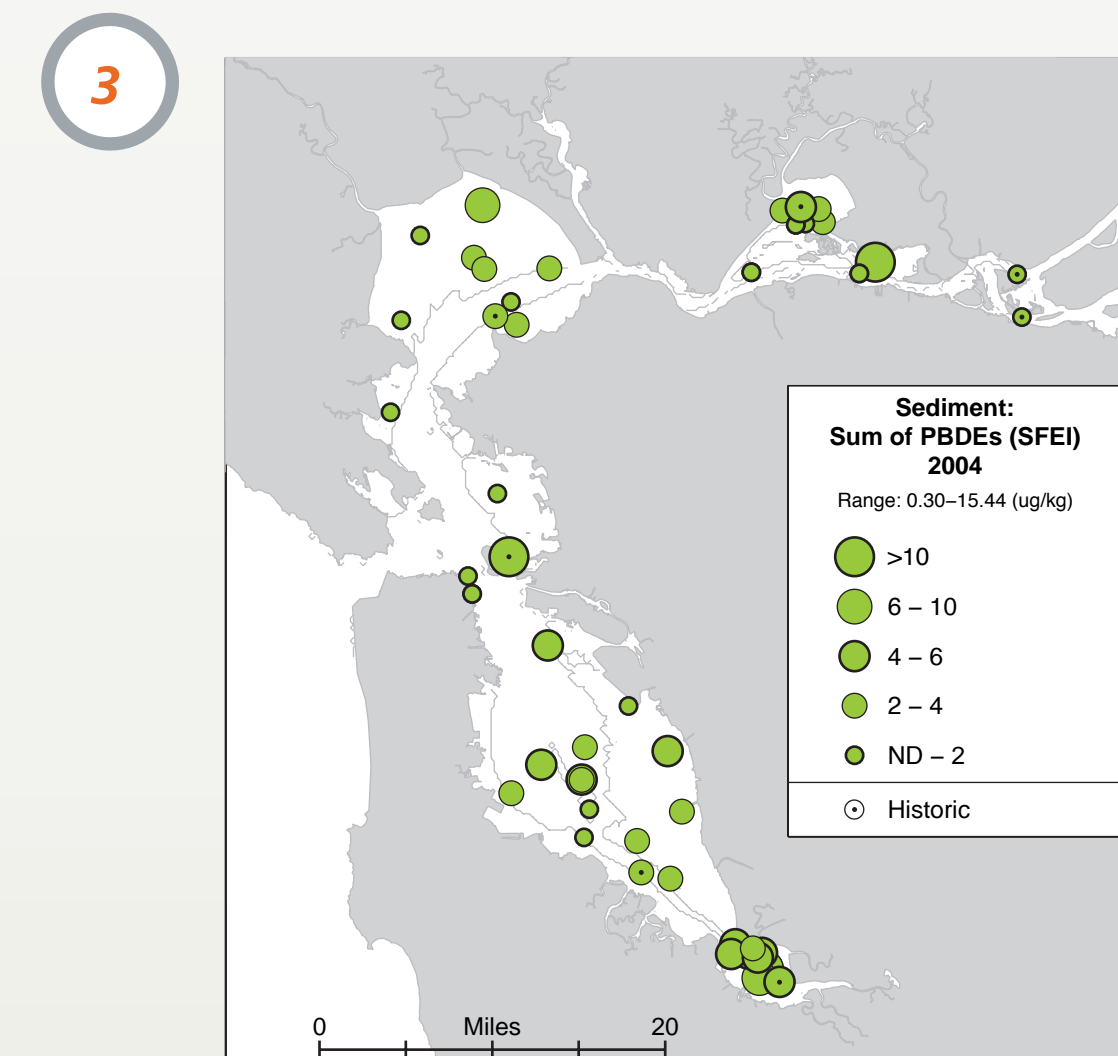 3
Sediment:
Sum of PBDEs (SFEI)
2004
Range: 0.30–15.44 (ug/kg)
>10
6 – 10
4 – 6
2 – 4
ND – 2
Historic
0 Miles 20